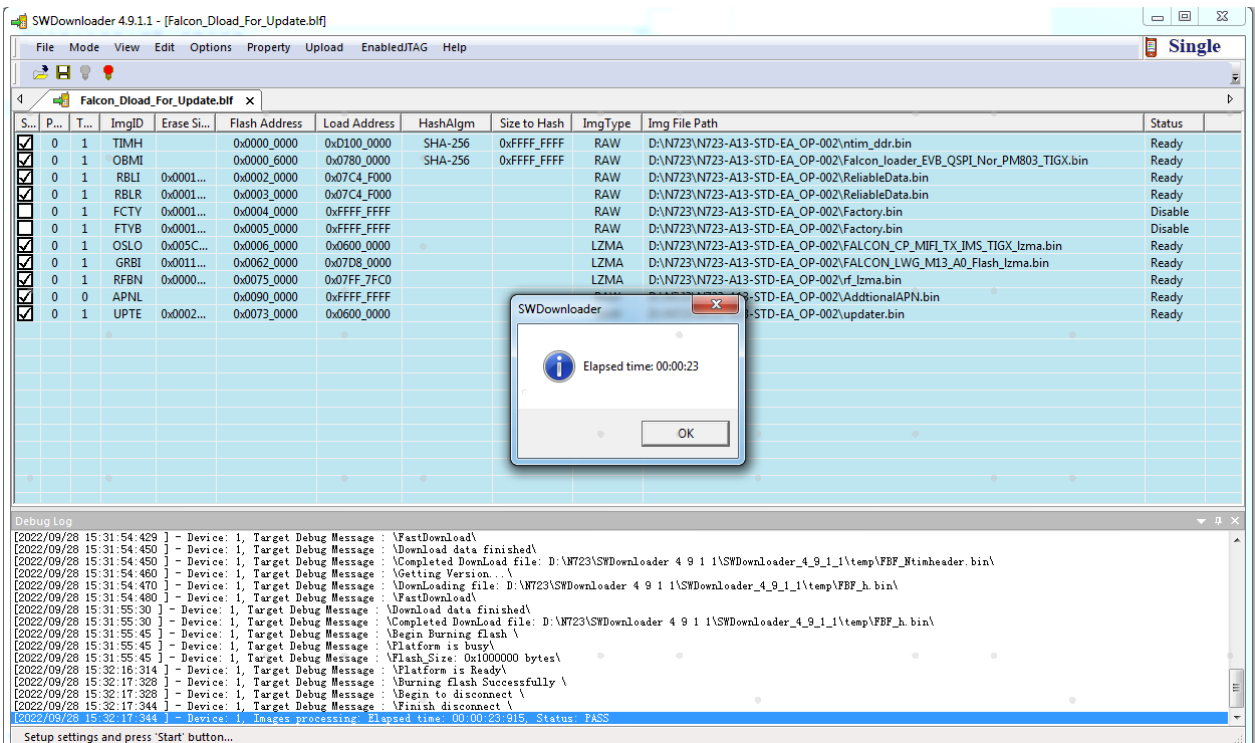 SWDownloader 4.9.1.1 - [Falcon_Dload_For_Update.blf]
File Mode View Edit Options Property Upload EnabledJTAG Help
Single
Falcon_Dload_For_Update.blf x
S... P... T... ImgID Erase Si... Flash Address Load Address HashAlgm Size to Hash ImgType Img File Path Status
0 1 TIMH 0x0000_0000 0xD100_0000 SHA-256 0xFFFF_FFFF RAW D:\N723\N723-A13-STD-EA_OP-002\ntim_ddr.bin Ready
0 1 OBMI 0x0000_6000 0x0780_0000 SHA-256 0xFFFF_FFFF RAW D:\N723\N723-A13-STD-EA_OP-002\Falcon_loader_EVB_QSPI_Nor_PM803_TIGX.bin Ready
0 1 RBLI 0x0001... 0x0002_0000 0x07C4_F000 RAW D:\N723\N723-A13-STD-EA_OP-002\ReliableData.bin Ready
0 1 RBLR 0x0001... 0x0003_0000 0x07C4_F000 RAW D:\N723\N723-A13-STD-EA_OP-002\ReliableData.bin Ready
0 1 FCTY 0x0001... 0x0004_0000 0xFFFF_FFFF RAW D:\N723\N723-A13-STD-EA_OP-002\Factory.bin Disable
0 1 FTYB 0x0001... 0x0005_0000 0xFFFF_FFFF RAW D:\N723\N723-A13-STD-EA_OP-002\Factory.bin Disable
0 1 OSLO 0x005C... 0x0006_0000 0x0600_0000 LZMA D:\N723\N723-A13-STD-EA_OP-002\FALCON_CP_MIFI_TX_IMS_TIGX_lzma.bin Ready
0 1 GRBI 0x0011... 0x0062_0000 0x07D8_0000 LZMA D:\N723\N723-A13-STD-EA_OP-002\FALCON_LWG_M13_A0_Flash_lzma.bin Ready
0 1 RFBN 0x0000... 0x0075_0000 0x07FF_7FC0 LZMA D:\N723\N723-A13-STD-EA_OP-002\rf_lzma.bin Ready
0 0 APNL 0x0090_0000 0xFFFF_FFFF -STD-EA_OP-002\AddtionalAPN.bin Ready
0 1 UPTE 0x0002... 0x0073_0000 0x0600_0000 -STD-EA_OP-002\updater.bin Ready
SWDownloader
Elapsed time: 00:00:23
OK
Debug Log
[2022/09/28 15:31:54:429 ] - Device: 1, Target Debug Message : \FastDownload\
[2022/09/28 15:31:54:450 ] - Device: 1, Target Debug Message : \Download data finished\
[2022/09/28 15:31:54:450 ] - Device: 1, Target Debug Message : \Completed DownLoad file: D:\N723\SWDownloader 4 9 1 1\SWDownloader_4_9_1_1\temp\FBF_Ntimheader.bin\
[2022/09/28 15:31:54:460 ] - Device: 1, Target Debug Message : \Getting Version...\
[2022/09/28 15:31:54:470 ] - Device: 1, Target Debug Message : \DownLoading file: D:\N723\SWDownloader 4 9 1 1\SWDownloader_4_9_1_1\temp\FBF_h.bin\
[2022/09/28 15:31:54:480 ] - Device: 1, Target Debug Message : \FastDownload\
[2022/09/28 15:31:55:30 ] - Device: 1, Target Debug Message : \Download data finished\
[2022/09/28 15:31:55:30 ] - Device: 1, Target Debug Message : \Completed DownLoad file: D:\N723\SWDownloader 4 9 1 1\SWDownloader_4_9_1_1\temp\FBF_h.bin\
[2022/09/28 15:31:55:45 ] - Device: 1, Target Debug Message : \Begin Burning flash \
[2022/09/28 15:31:55:45 ] - Device: 1, Target Debug Message : \Platform is busy\
[2022/09/28 15:31:55:45 ] - Device: 1, Target Debug Message : \Flash_Size: 0x1000000 bytes\
[2022/09/28 15:32:16:314 ] - Device: 1, Target Debug Message : \Platform is Ready\
[2022/09/28 15:32:17:328 ] - Device: 1, Target Debug Message : \Burning flash Successfully \
[2022/09/28 15:32:17:328 ] - Device: 1, Target Debug Message : \Begin to disconnect \
[2022/09/28 15:32:17:344 ] - Device: 1, Target Debug Message : \Finish disconnect \
[2022/09/28 15:32:17:344 ] - Device: 1, Images processing: Elapsed time: 00:00:23:915, Status: PASS
Setup settings and press 'Start' button...